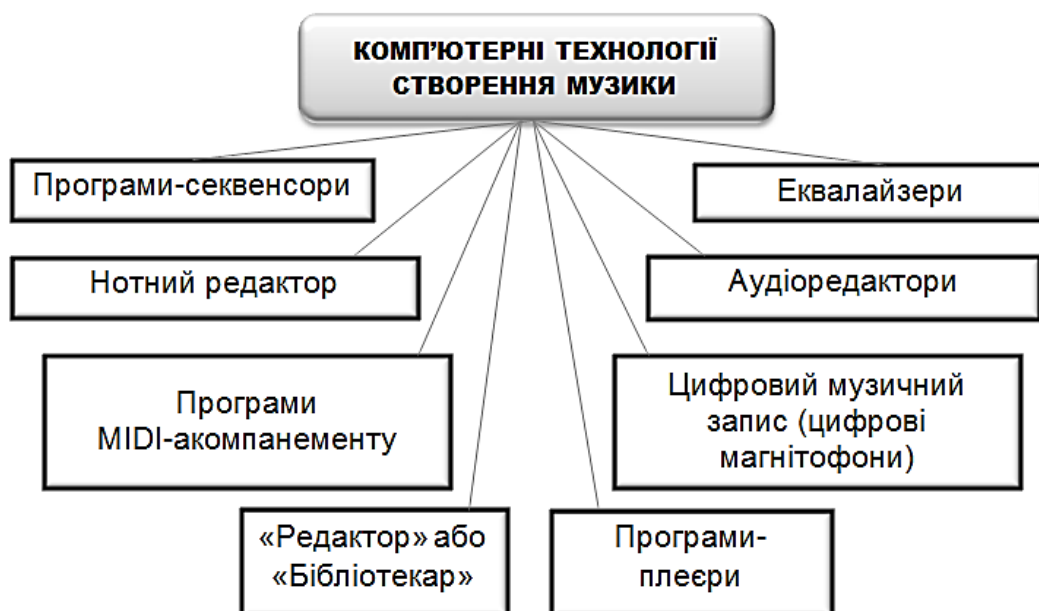 КОМП’ЮТЕРНІ ТЕХНОЛОГІЇ
СТВОРЕННЯ МУЗИКИ
Програми-секвенсори
Еквалайзери
Нотний редактор
Аудіоредактори
Програми
MIDI-акомпанементу
Цифровий музичний
запис (цифрові
магнітофони)
«Редактор» або
«Бібліотекар»
Програми-
плеєри